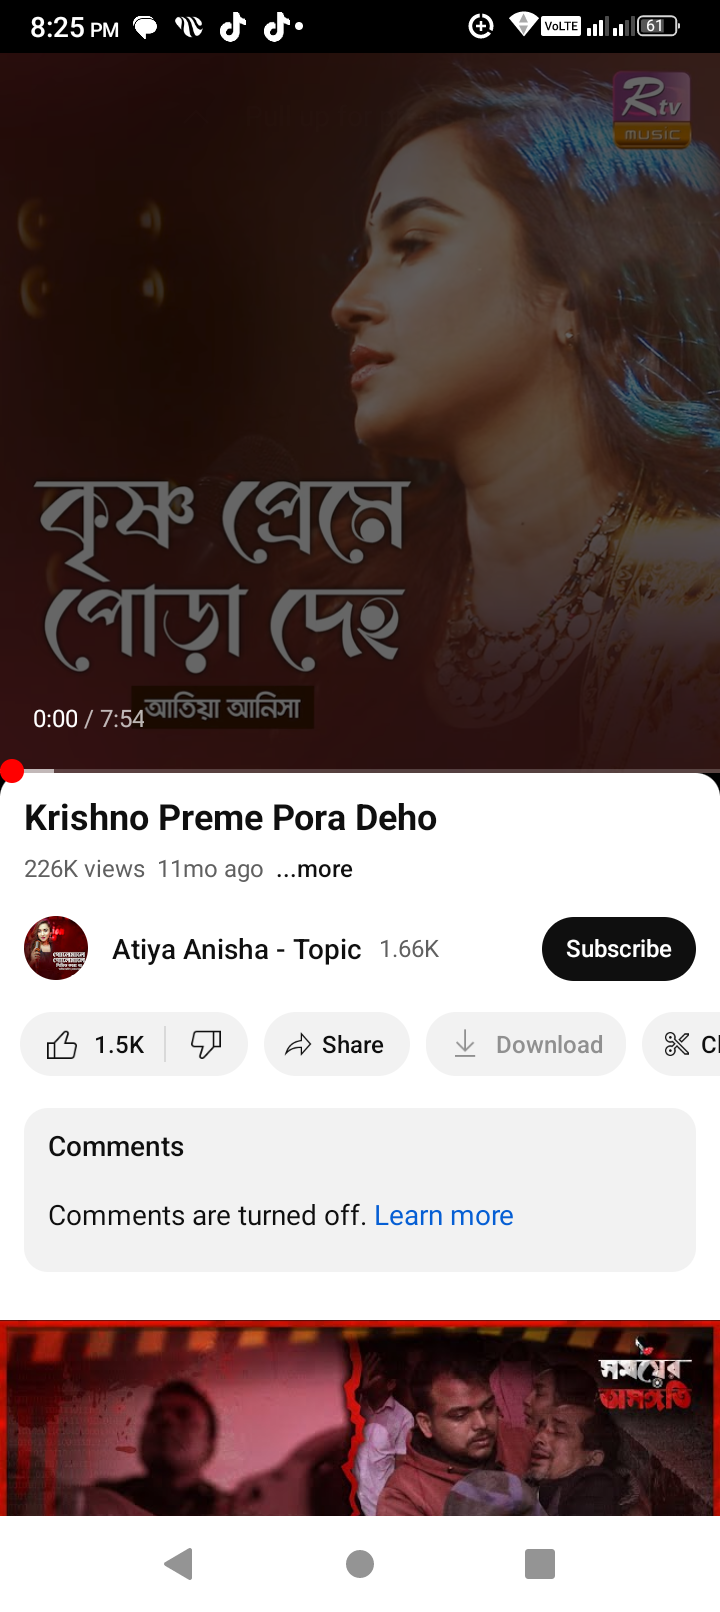 8:25 PM
VoLTE
61
Rtv
MUSIC
কৃষ্ণ প্রেমে
পোড়া দেহ
আতিয়া আনিসা
0:00 / 7:54
Krishno Preme Pora Deho
226K views 11mo ago ...more
Atiya Anisha - Topic 1.66K
Subscribe
1.5K
Share
Download
Cl
Comments
Comments are turned off. Learn more
সময়ের
অসঙ্গতি